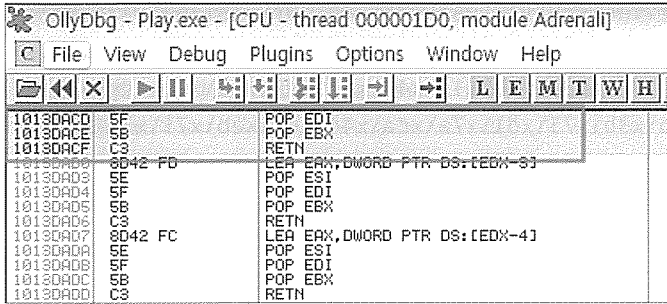 OllyDbg - Play.exe - [CPU - thread 000001D0, module Adrenali]
C File View Debug Plugins Options Window Help
L E M T W H
1013DACD 5F POP EDI
1013DACE 5B POP EBX
1013DACF C3 RETN
1013DAD0 8D42 FD LEA EAX,DWORD PTR DS:[EDX-3]
1013DAD3 5E POP ESI
1013DAD4 5F POP EDI
1013DAD5 5B POP EBX
1013DAD6 C3 RETN
1013DAD7 8D42 FC LEA EAX,DWORD PTR DS:[EDX-4]
1013DADA 5E POP ESI
1013DADB 5F POP EDI
1013DADC 5B POP EBX
1013DADD C3 RETN